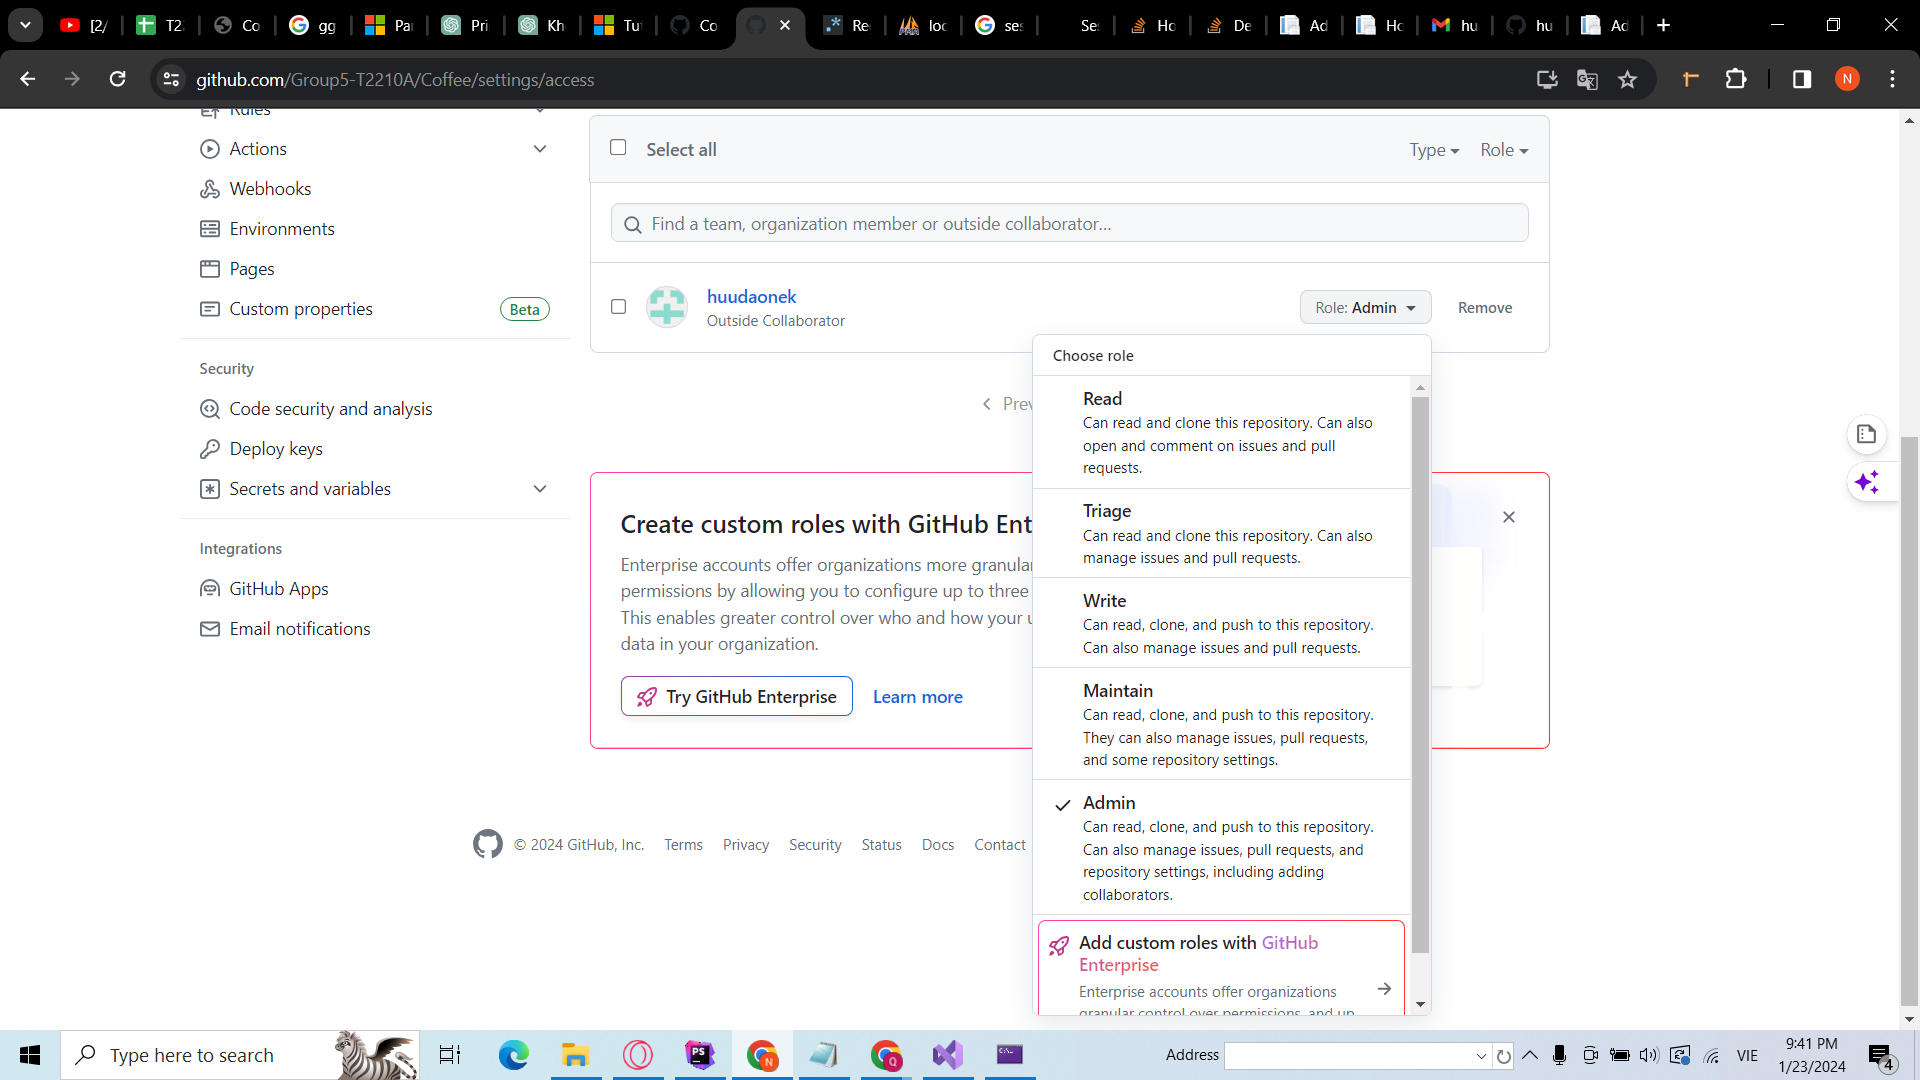 [2/
T2
Co
gg
Pa
Pri
Kh
Tu
Co
Re
loc
ses
Se
Ho
De
Ad
Ho
hu
hu
Ad
github.com/Group5-T2210A/Coffee/settings/access
N
Rules
Actions
Webhooks
Environments
Pages
Custom properties
Beta
Security
Code security and analysis
Deploy keys
Secrets and variables
Integrations
GitHub Apps
Email notifications
Select all
Type
Role
Find a team, organization member or outside collaborator...
huudaonek
Outside Collaborator
Role: Admin
Remove
Prev
Create custom roles with GitHub Ent
Enterprise accounts offer organizations more granular
permissions by allowing you to configure up to three
This enables greater control over who and how your u
data in your organization.
Try GitHub Enterprise
Learn more
Choose role
Read
Can read and clone this repository. Can also
open and comment on issues and pull
requests.
Triage
Can read and clone this repository. Can also
manage issues and pull requests.
Write
Can read, clone, and push to this repository.
Can also manage issues and pull requests.
Maintain
Can read, clone, and push to this repository.
They can also manage issues, pull requests,
and some repository settings.
Admin
Can read, clone, and push to this repository.
Can also manage issues, pull requests, and
repository settings, including adding
collaborators.
Add custom roles with GitHub
Enterprise
Enterprise accounts offer organizations
granular control over permissions, and up
© 2024 GitHub, Inc.
Terms
Privacy
Security
Status
Docs
Contact
Type here to search
PS
N
Q
Address
VIE
9:41 PM
1/23/2024
4